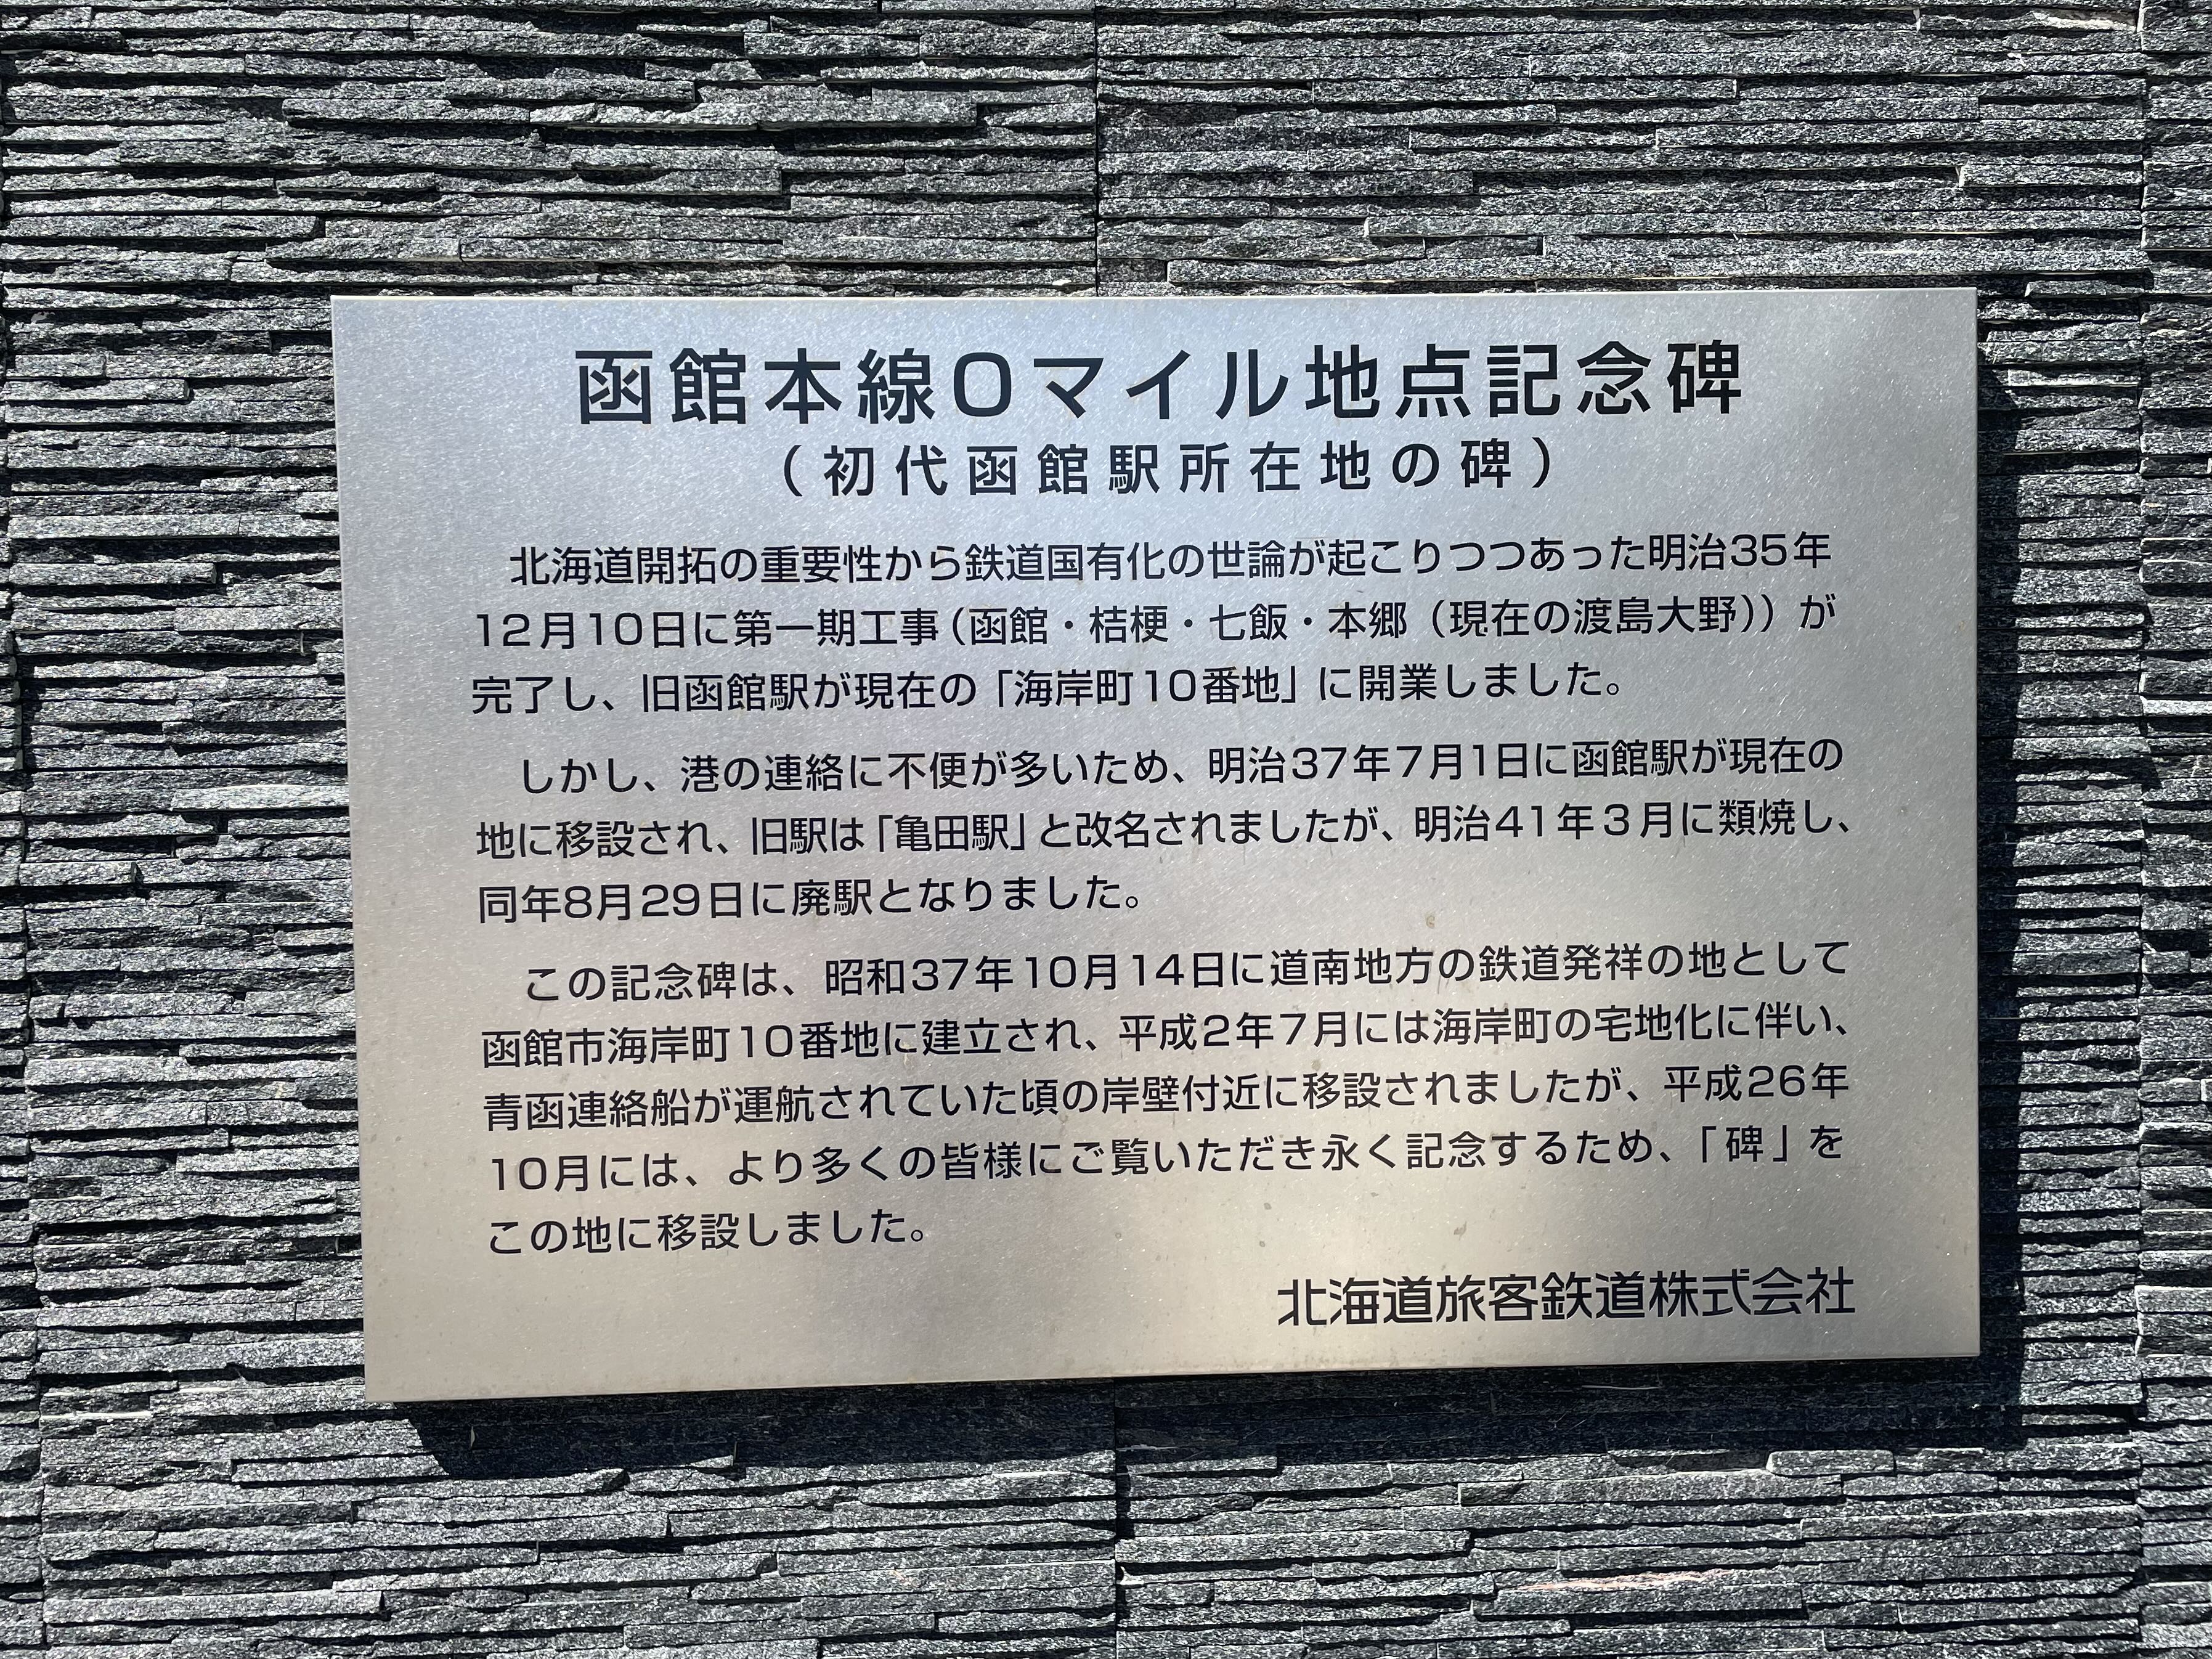 函館本線0マイル地点記念碑
（初代函館駅所在地の碑）
北海道開拓の重要性から鉄道国有化の世論が起こりつつあった明治35年
12月10日に第一期工事（函館・桔梗・七飯・本郷（現在の渡島大野））が
完了し、旧函館駅が現在の「海岸町10番地」に開業しました。
しかし、港の連絡に不便が多いため、明治37年7月1日に函館駅が現在の
地に移設され、旧駅は「亀田駅」と改名されましたが、明治41年3月に類焼し、
同年8月29日に廃駅となりました。
この記念碑は、昭和37年10月14日に道南地方の鉄道発祥の地として
函館市海岸町10番地に建立され、平成2年7月には海岸町の宅地化に伴い、
青函連絡船が運航されていた頃の岸壁付近に移設されましたが、平成26年
10月には、より多くの皆様にご覧いただき永く記念するため、「碑」を
この地に移設しました。
北海道旅客鉄道株式会社